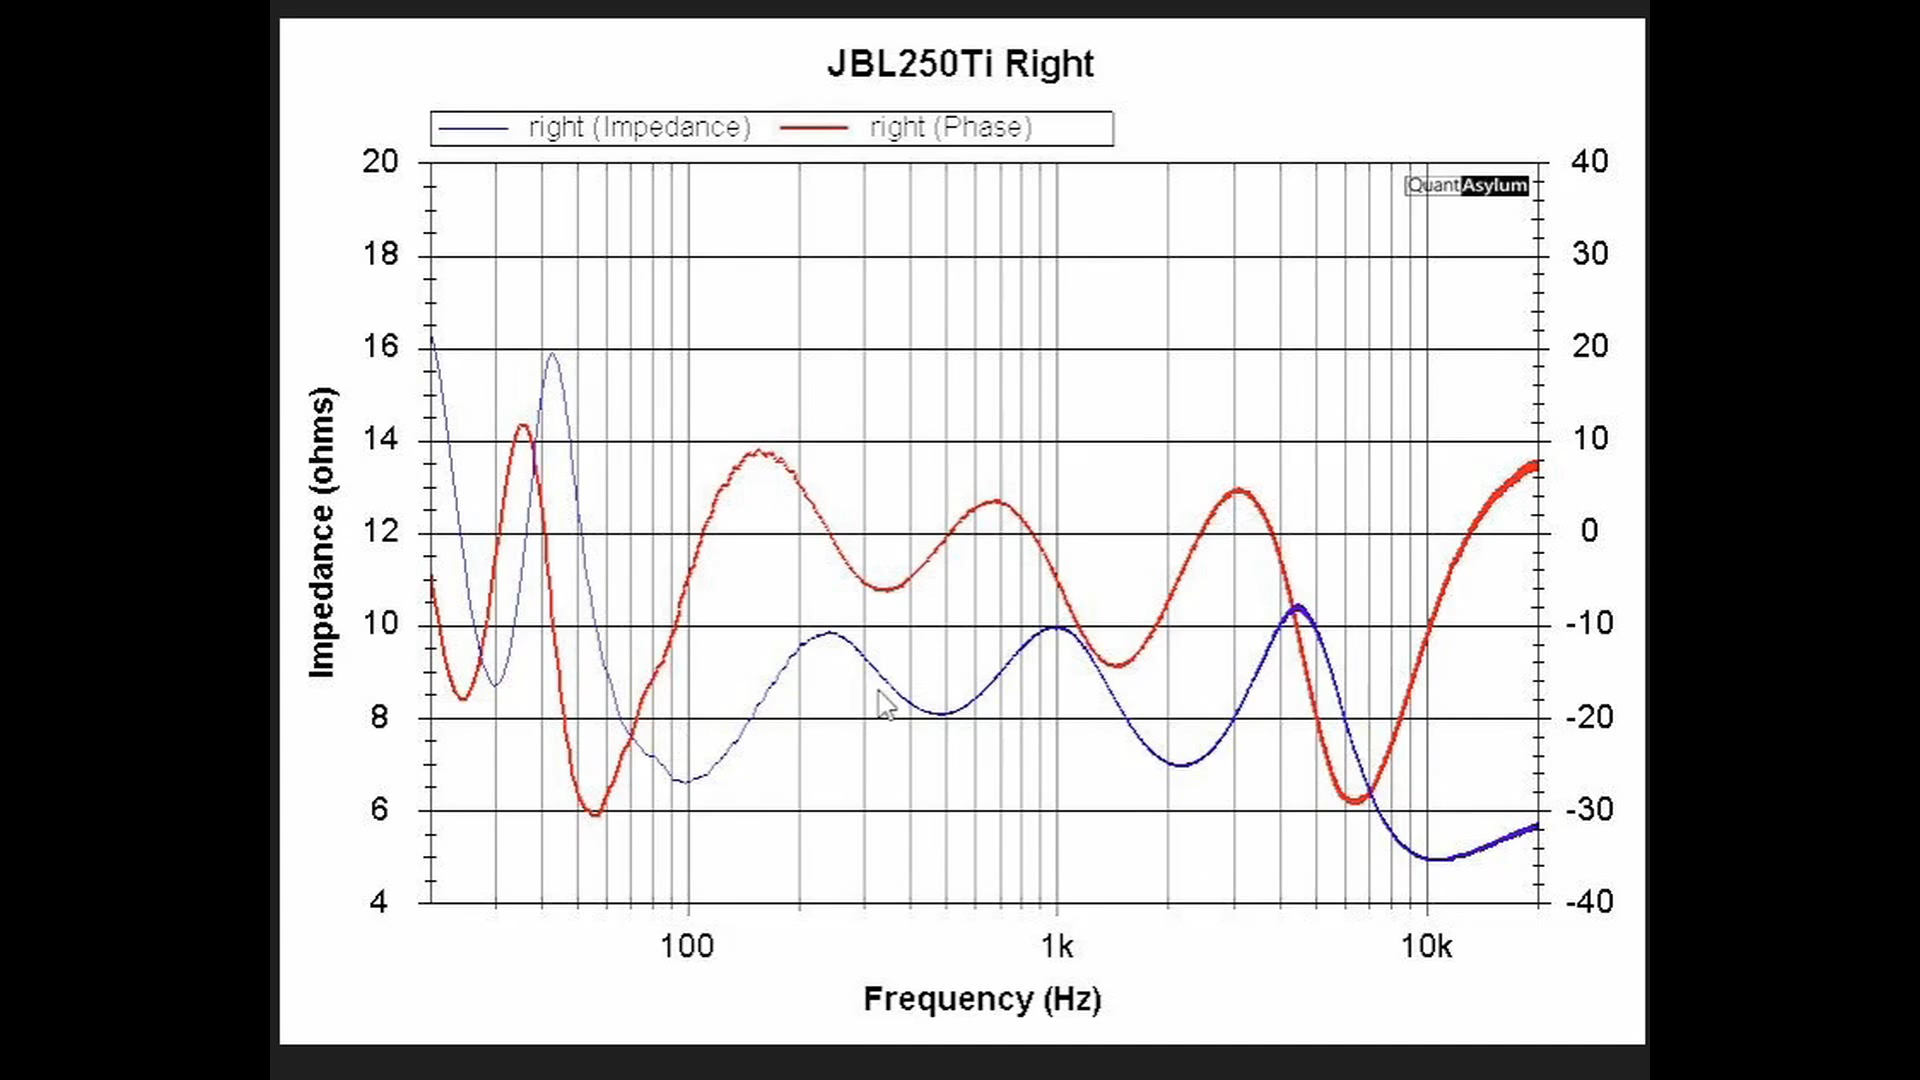 JBL250Ti Right
right (Impedance) right (Phase)
20 40
QuantAsylum
18 30
16 20
14 10
12 0
10 -10
8 -20
6 -30
4 -40
Impedance (ohms)
100 1k 10k
Frequency (Hz)